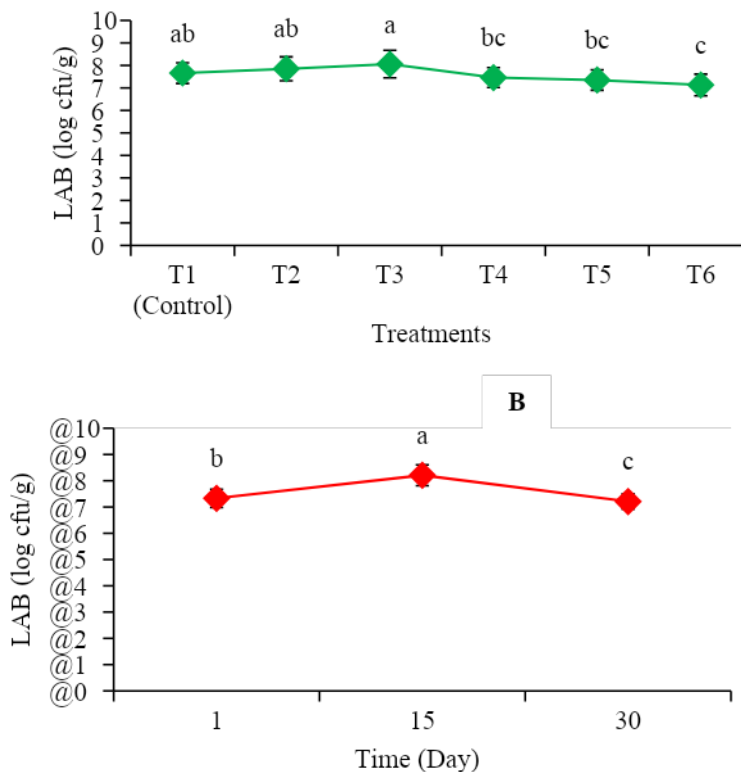 10
9
8
7
6
5
4
3
2
1
0
LAB (log cfu/g)
ab ab a bc bc c
T1 T2 T3 T4 T5 T6
(Control)
Treatments
B
@10
@9
@8
@7
@6
@5
@4
@3
@2
@1
@0
LAB (log cfu/g)
b a c
1 15 30
Time (Day)